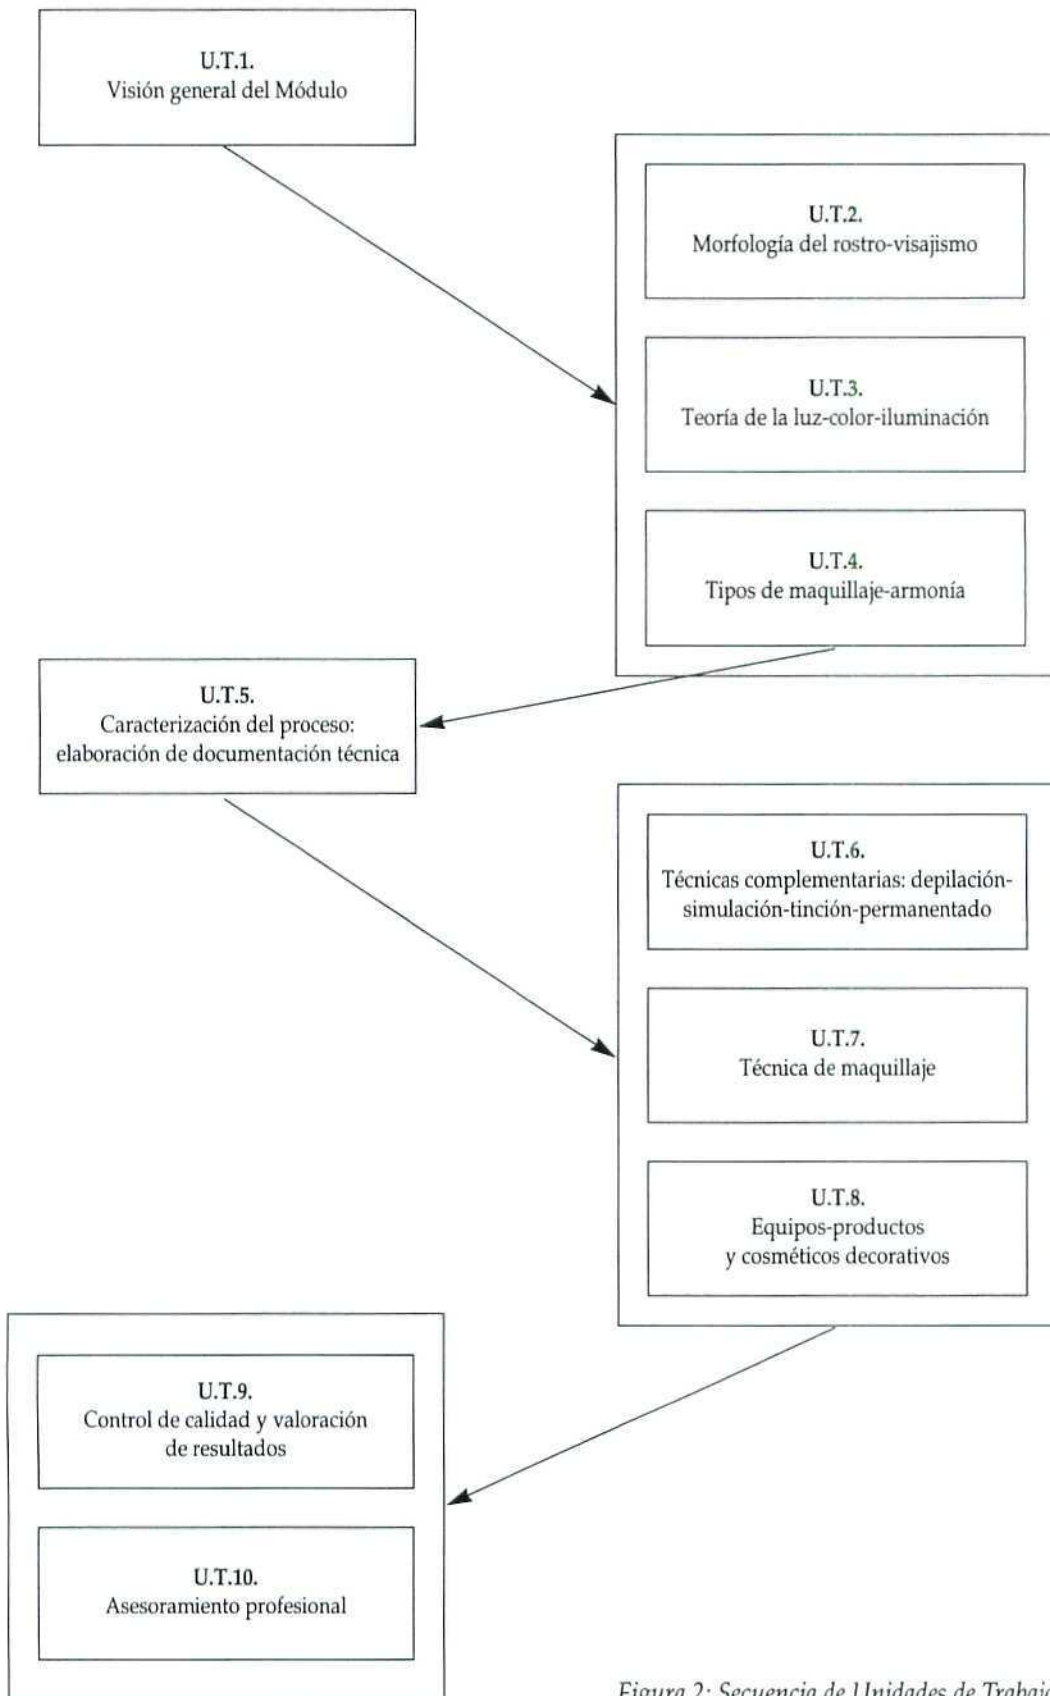 U.T.1.
Visión general del Módulo
U.T.2.
Morfología del rostro-visajismo
U.T.3.
Teoría de la luz-color-iluminación
U.T.4.
Tipos de maquillaje-armonía
U.T.5.
Caracterización del proceso:
elaboración de documentación técnica
U.T.6.
Técnicas complementarias: depilación-
simulación-tinción-permanentado
U.T.7.
Técnica de maquillaje
U.T.8.
Equipos-productos
y cosméticos decorativos
U.T.9.
Control de calidad y valoración
de resultados
U.T.10.
Asesoramiento profesional
Figura 2: Secuencia de Unidades de Trabajo